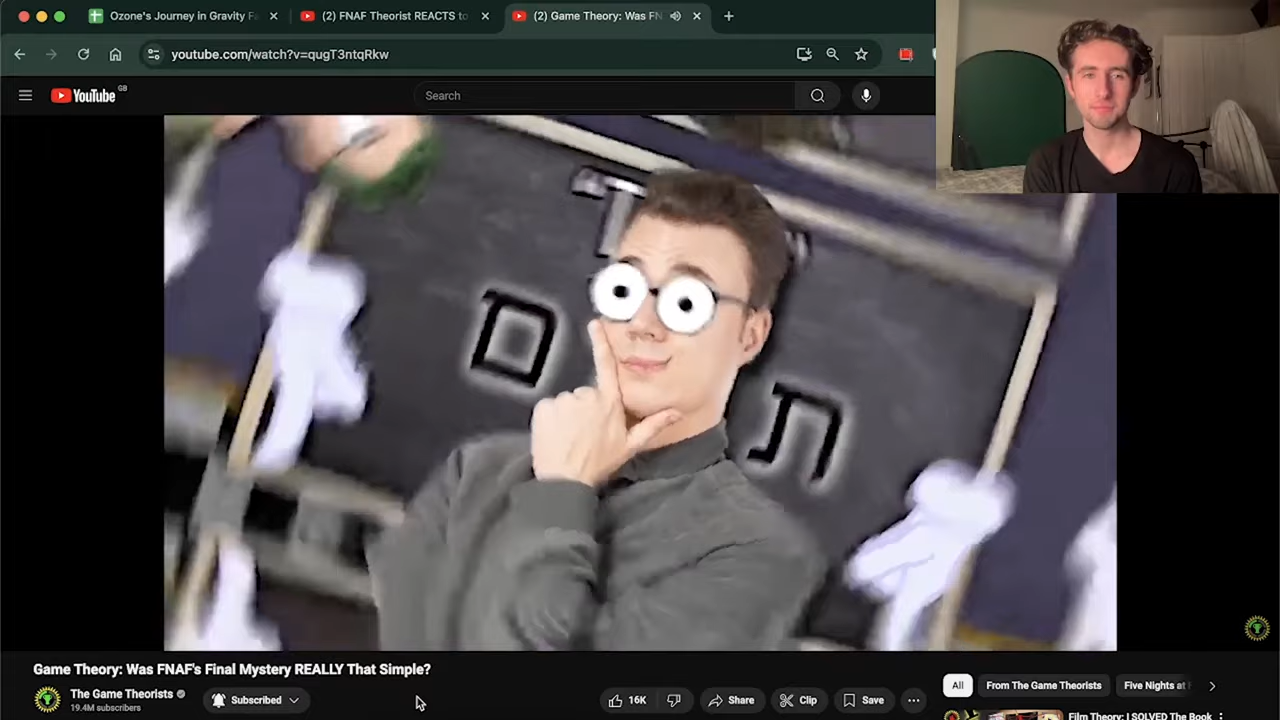 Ozone's Journey in Gravity Fa
(2) FNAF Theorist REACTS to
(2) Game Theory: Was FN
youtube.com/watch?v=qugT3ntqRkw
YouTube GB
Search
ם
ת
Game Theory: Was FNAF's Final Mystery REALLY That Simple?
The Game Theorists
19.4M subscribers
Subscribed
16K
Share
Clip
Save
All
From The Game Theorists
Five Nights at
Film Theory: I SOLVED The Book